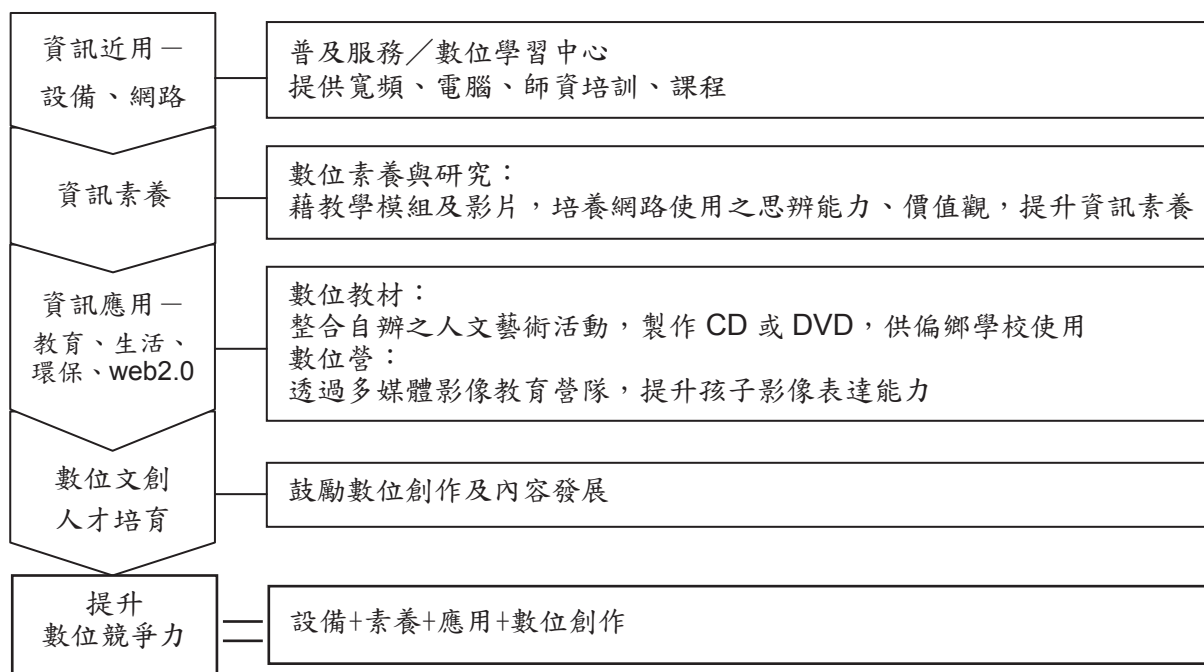 資訊近用－
設備、網路
普及服務／數位學習中心
提供寬頻、電腦、師資培訓、課程
資訊素養
數位素養與研究：
藉教學模組及影片，培養網路使用之思辨能力、價值觀，提升資訊素養
資訊應用－
教育、生活、
環保、web2.0
數位教材：
整合自辦之人文藝術活動，製作 CD 或 DVD，供偏鄉學校使用
數位營：
透過多媒體影像教育營隊，提升孩子影像表達能力
數位文創
人才培育
鼓勵數位創作及內容發展
提升
數位競爭力
設備+素養+應用+數位創作